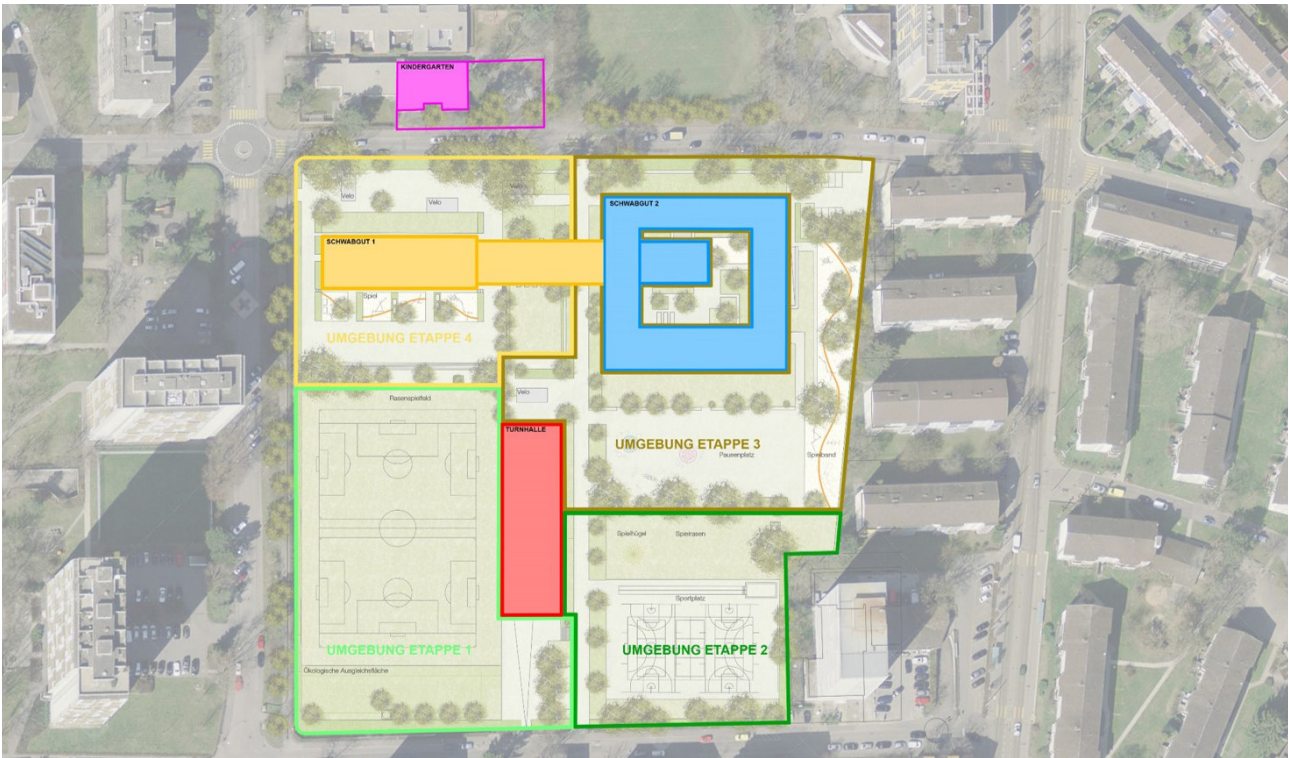 KINDERGARTEN
Velo
Velo
SCHWABGUT 2
SCHWABGUT 1
Spiel
UMGEBUNG ETAPPE 4
Velo
Rasenspielfeld
TURNHALLE
UMGEBUNG ETAPPE 3
Pausenplatz
Spielband
Spielhügel
Spielrasen
Sportplatz
UMGEBUNG ETAPPE 1
UMGEBUNG ETAPPE 2
Ökologische Ausgleichsfläche